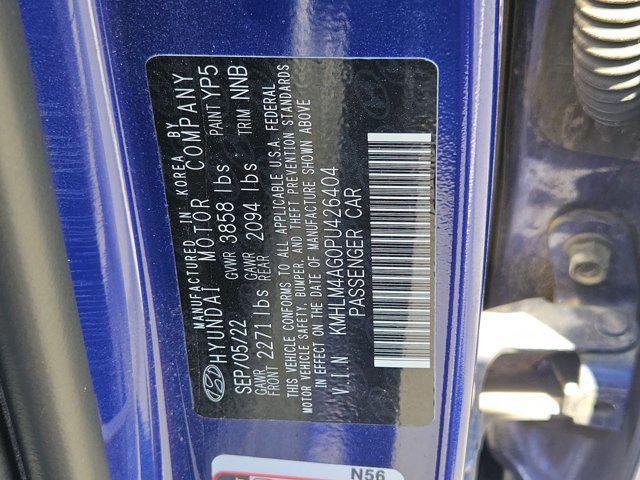 MANUFACTURED IN KOREA BY
HYUNDAI MOTOR COMPANY
SEP/05/22 GVWR 3858 lbs PAINT YP5
GAWR FRONT 2271 lbs GAWR REAR 2094 lbs TRIM NNB
THIS VEHICLE CONFORMS TO ALL APPLICABLE U.S.A. FEDERAL
MOTOR VEHICLE SAFETY, BUMPER, AND THEFT PREVENTION STANDARDS
IN EFFECT ON THE DATE OF MANUFACTURE SHOWN ABOVE
V.I.N KMHLM4AG0PU426404
PASSENGER CAR
N56